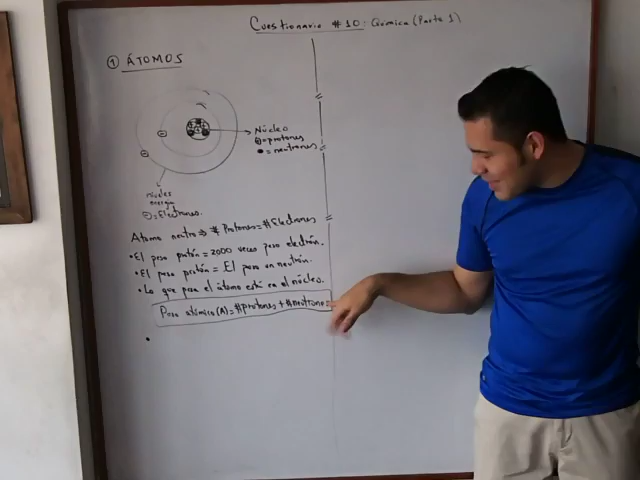 Cuestionario #10: Química (Parte 1)
① ÁTOMOS
Núcleo
⊕=protones
●=neutrones
niveles
energía
⊖=Electrones.
Átomo neutro ⇒ # Protones = # Electrones
• El peso protón = 2000 veces peso electrón.
• El peso protón = El peso un neutrón.
• Lo que pesa el átomo está en el núcleo.
Peso atómico (A) = #protones + #neutrones